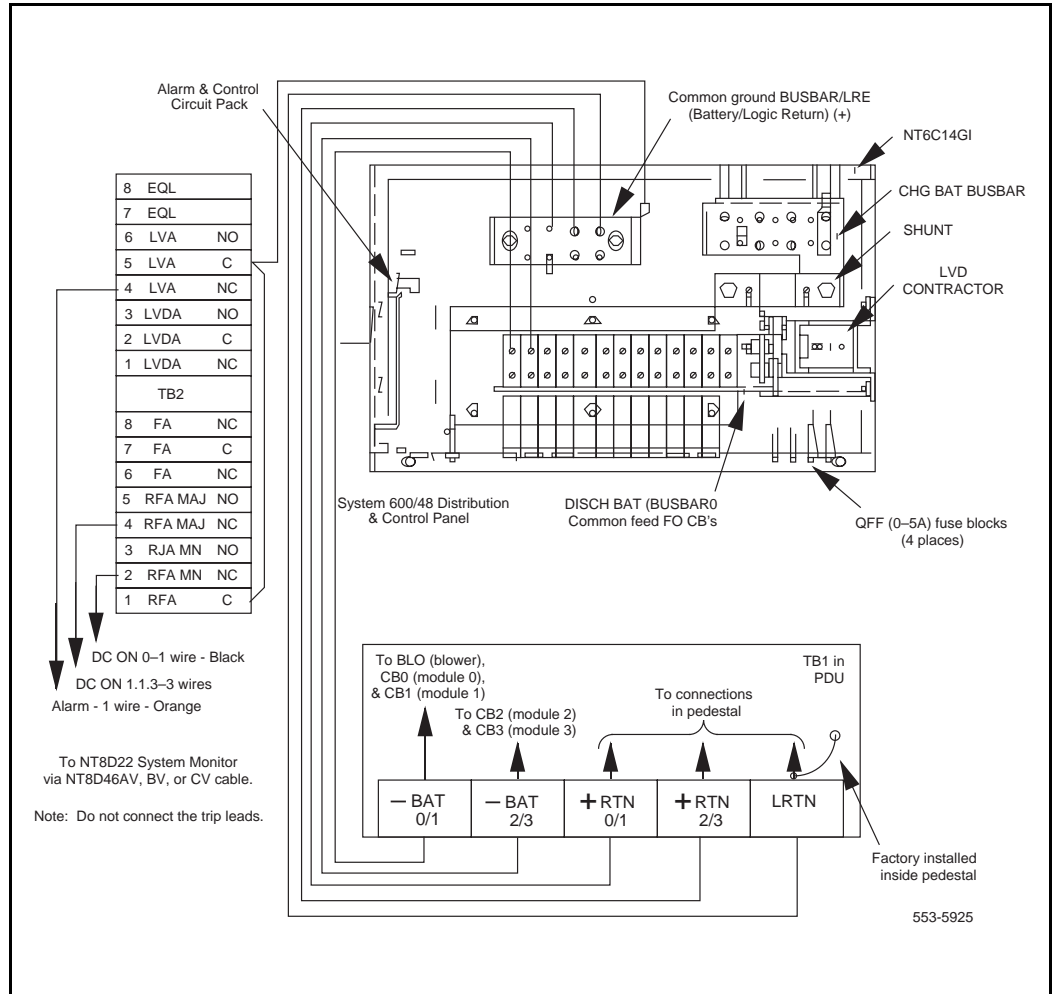 Alarm & Control
Circuit Pack
Common ground BUSBAR/LRE
(Battery/Logic Return) (+)
NT6C14GI
CHG BAT BUSBAR
SHUNT
LVD
CONTRACTOR
8 EQL
7 EQL
6 LVA NO
5 LVA C
4 LVA NC
3 LVDA NO
2 LVDA C
1 LVDA NC
TB2
8 FA NC
7 FA C
6 FA NC
5 RFA MAJ NO
4 RFA MAJ NC
3 RJA MN NO
2 RFA MN NC
1 RFA C
System 600/48 Distribution
& Control Panel
DISCH BAT (BUSBAR0
Common feed FO CB's
QFF (0–5A) fuse blocks
(4 places)
DC ON 0–1 wire - Black
DC ON 1.1.3–3 wires
Alarm - 1 wire - Orange
To NT8D22 System Monitor
via NT8D46AV, BV, or CV cable.
Note: Do not connect the trip leads.
To BLO (blower),
CB0 (module 0),
& CB1 (module 1)
To CB2 (module 2)
& CB3 (module 3)
To connections
in pedestal
TB1 in
PDU
– BAT
0/1
– BAT
2/3
+ RTN
0/1
+ RTN
2/3
LRTN
Factory installed
inside pedestal
553-5925